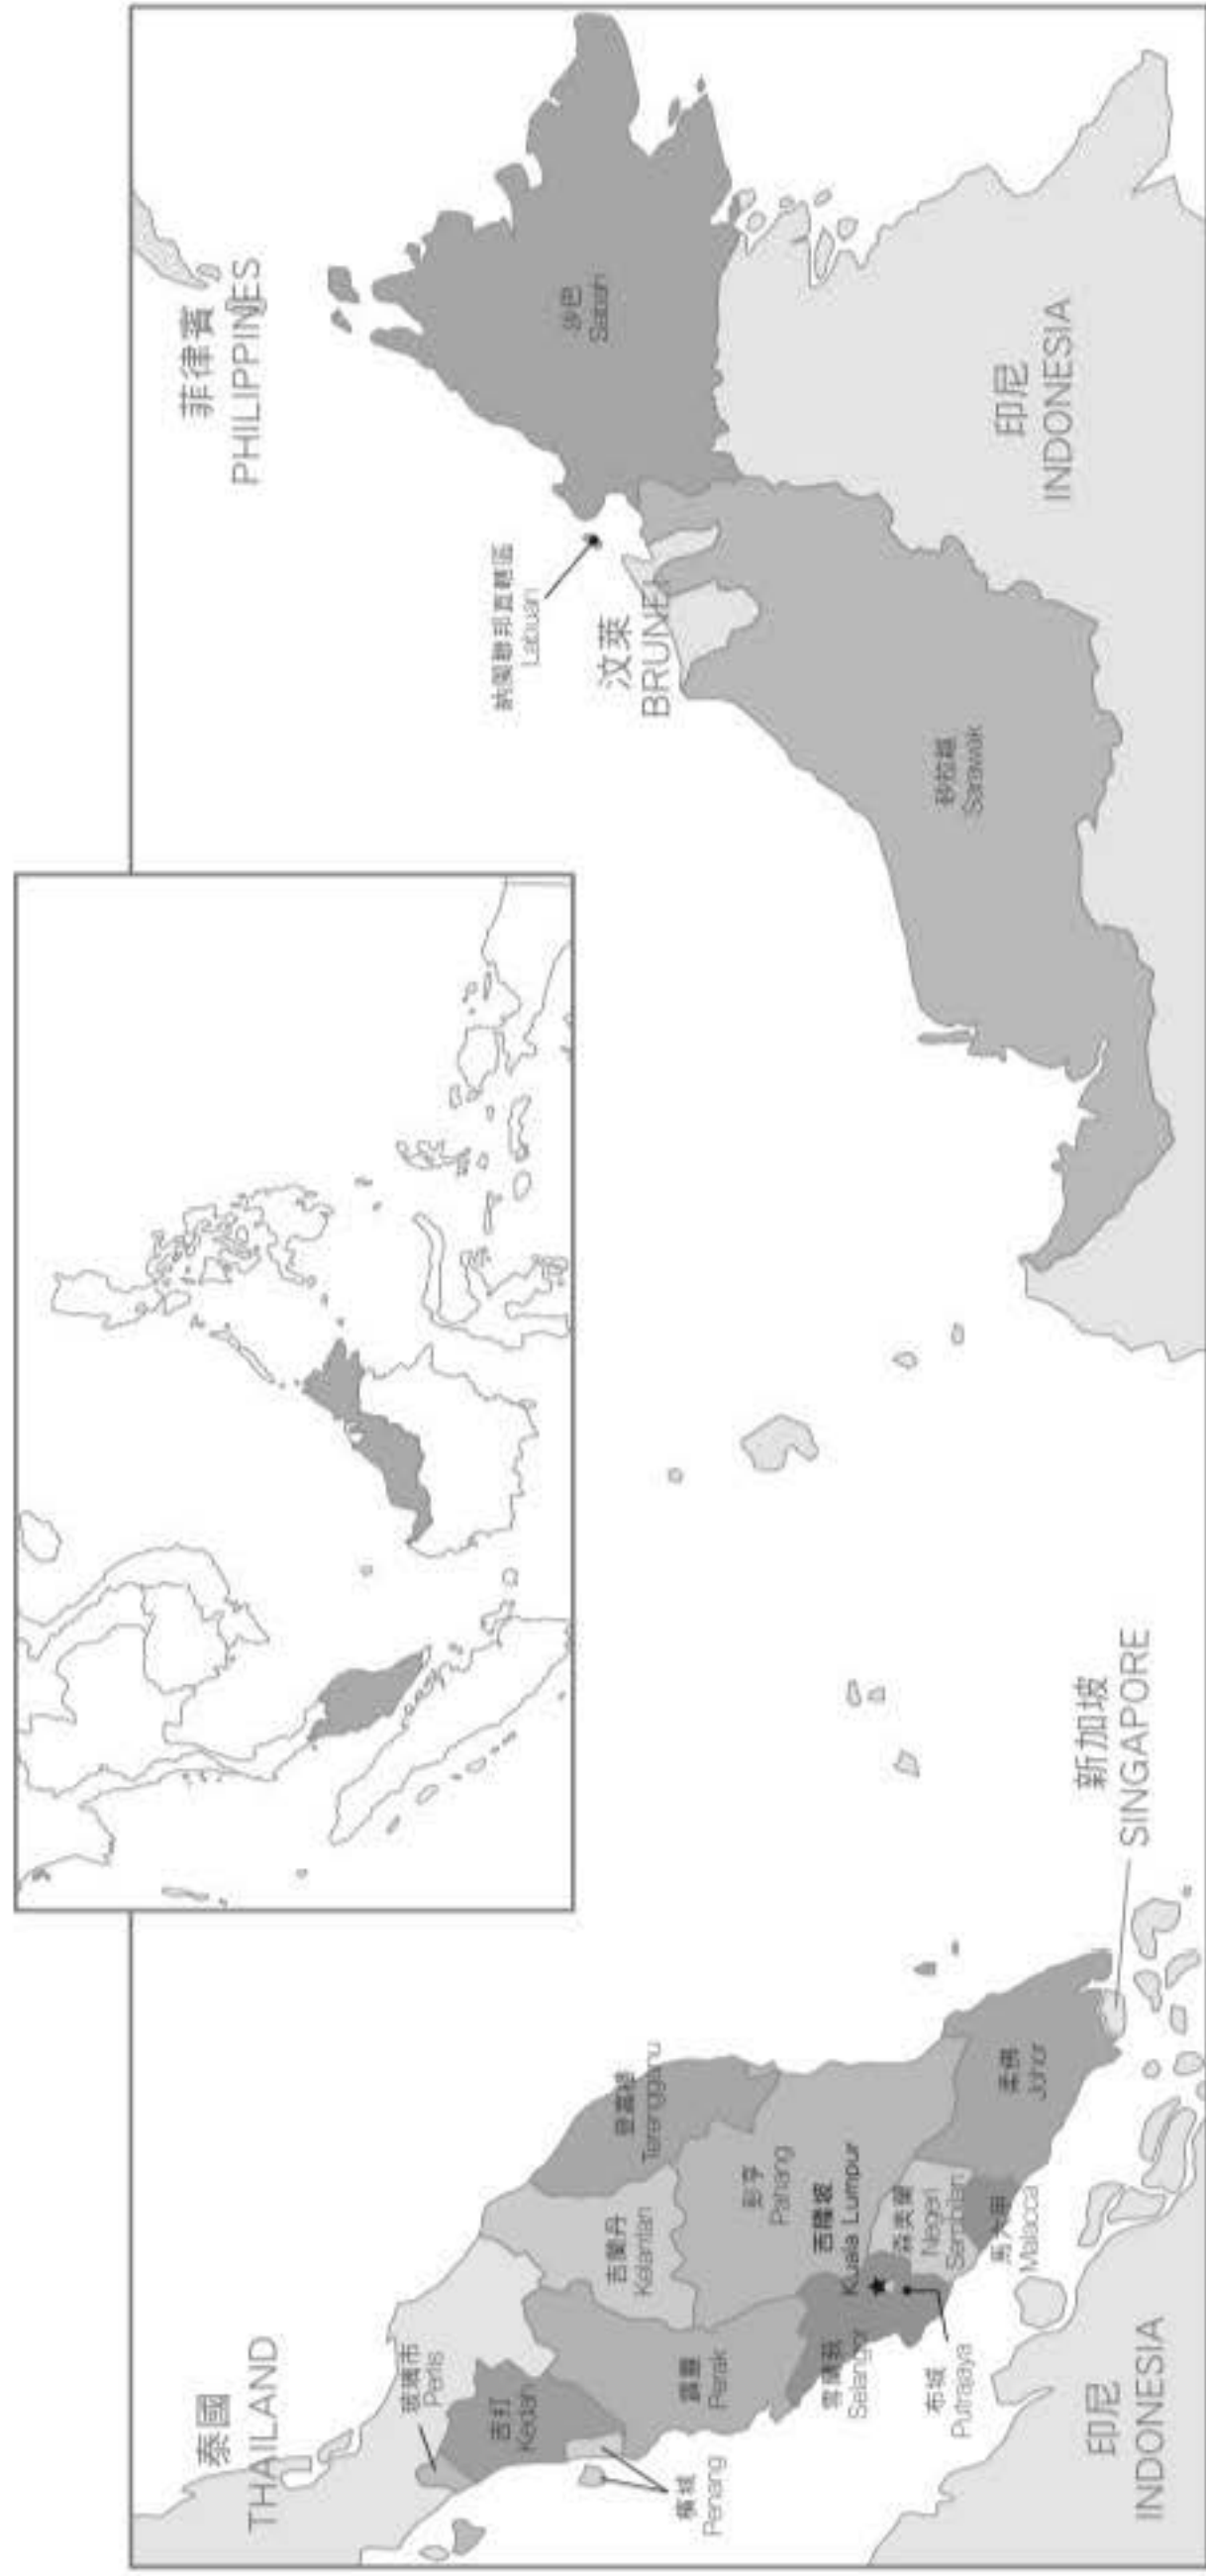 泰國
THAILAND
玻璃市
Perlis
吉打
Kedah
檳城
Penang
霹靂
Perak
吉蘭丹
Kelantan
登嘉樓
Terengganu
彭亨
Pahang
吉隆坡
Kuala Lumpur
雪蘭莪
Selangor
布城
Putrajaya
森美蘭
Negeri
Sembilan
馬六甲
Malacca
柔佛
Johor
新加坡
SINGAPORE
印尼
INDONESIA
菲律賓
PHILIPPINES
納閩聯邦直轄區
Labuan
汶萊
BRUNEI
沙巴
Sabah
砂拉越
Sarawak
印尼
INDONESIA